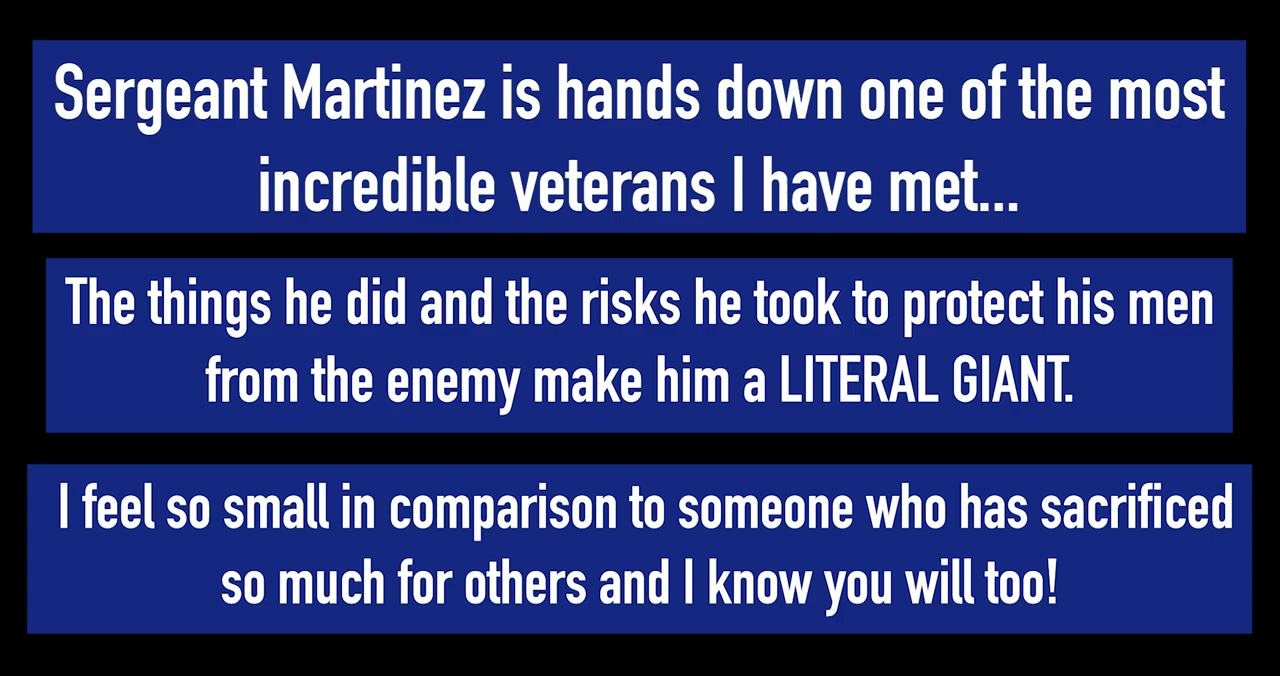 Sergeant Martinez is hands down one of the most
incredible veterans I have met...
The things he did and the risks he took to protect his men
from the enemy make him a LITERAL GIANT.
I feel so small in comparison to someone who has sacrificed
so much for others and I know you will too!